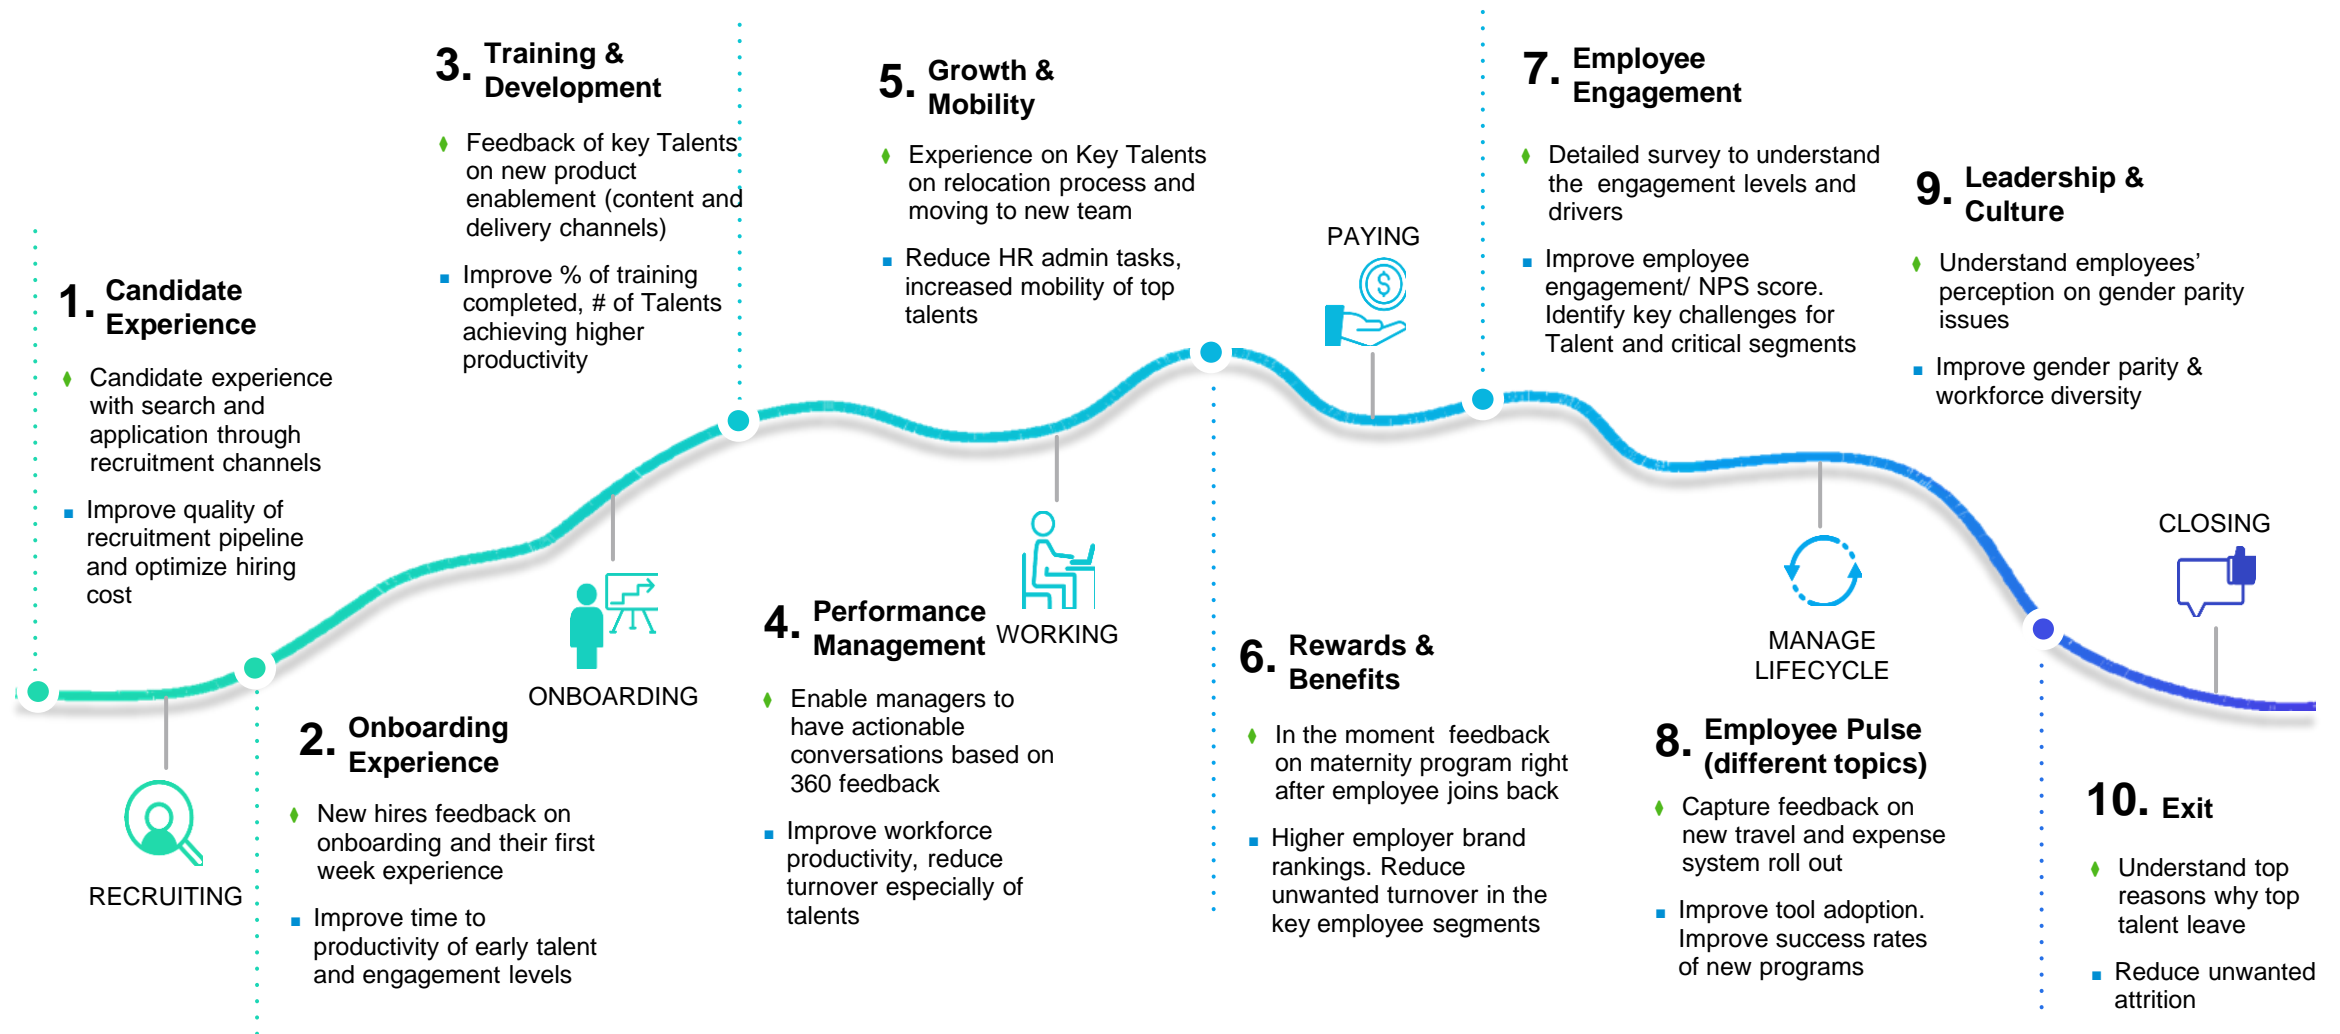 1. Candidate
Experience
Candidate experience
with search and
application through
recruitment channels
Improve quality of
recruitment pipeline
and optimize hiring
cost
RECRUITING
2. Onboarding
Experience
New hires feedback on
onboarding and their first
week experience
Improve time to
productivity of early talent
and engagement levels
3. Training &
Development
Feedback of key Talents
on new product
enablement (content and
delivery channels)
Improve % of training
completed, # of Talents
achieving higher
productivity
ONBOARDING
4. Performance
Management
Enable managers to
have actionable
conversations based on
360 feedback
Improve workforce
productivity, reduce
turnover especially of
talents
WORKING
5. Growth &
Mobility
Experience on Key Talents
on relocation process and
moving to new team
Reduce HR admin tasks,
increased mobility of top
talents
6. Rewards &
Benefits
In the moment feedback
on maternity program right
after employee joins back
Higher employer brand
rankings. Reduce
unwanted turnover in the
key employee segments
PAYING
7. Employee
Engagement
Detailed survey to understand
the engagement levels and
drivers
Improve employee
engagement/ NPS score.
Identify key challenges for
Talent and critical segments
MANAGE
LIFECYCLE
8. Employee Pulse
(different topics)
Capture feedback on
new travel and expense
system roll out
Improve tool adoption.
Improve success rates
of new programs
9. Leadership &
Culture
Understand employees’
perception on gender parity
issues
Improve gender parity &
workforce diversity
CLOSING
10. Exit
Understand top
reasons why top
talent leave
Reduce unwanted
attrition